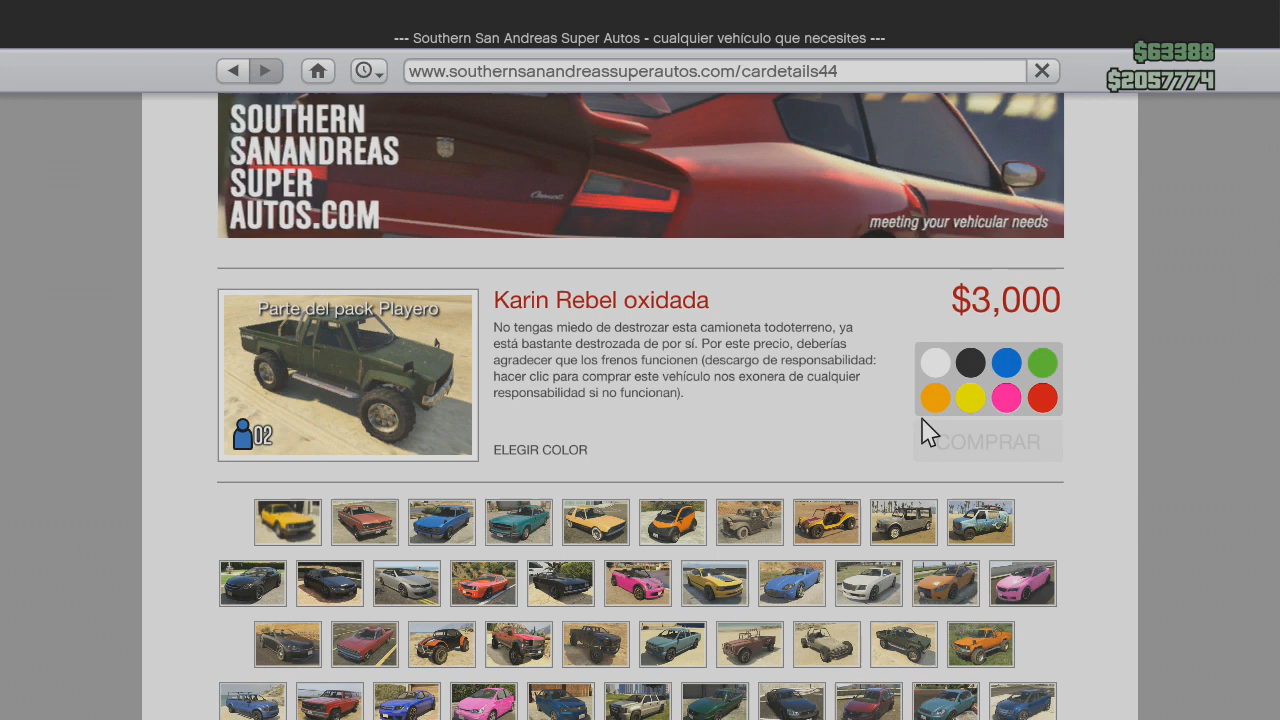 --- Southern San Andreas Super Autos - cualquier vehículo que necesites ---
$63388
$2057774
www.southernsanandreassuperautos.com/cardetails44
SOUTHERN
SANANDREAS
SUPER
AUTOS.COM
meeting your vehicular needs
Parte del pack Playero
02
Karin Rebel oxidada
$3,000
No tengas miedo de destrozar esta camioneta todoterreno, ya
está bastante destrozada de por sí. Por este precio, deberías
agradecer que los frenos funcionen (descargo de responsabilidad:
hacer clic para comprar este vehículo nos exonera de cualquier
responsabilidad si no funcionan).
ELEGIR COLOR
COMPRAR